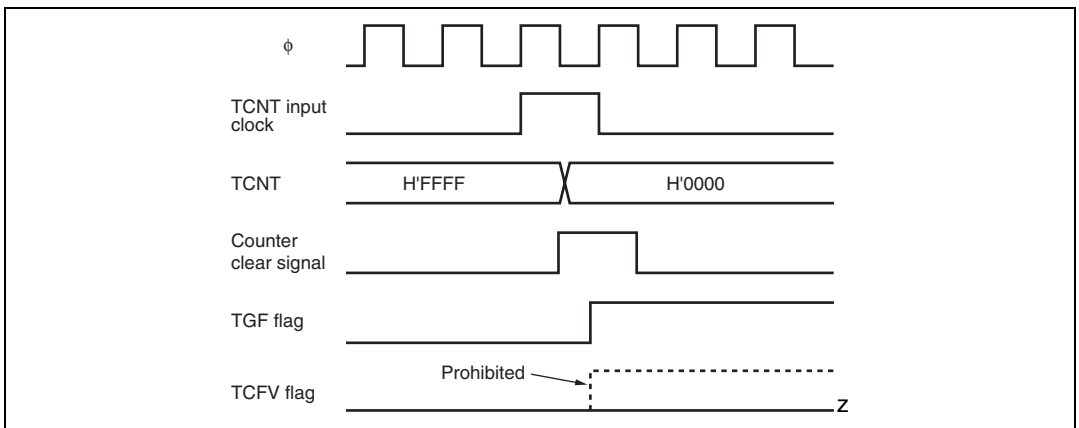 ϕ
TCNT input
clock
TCNT
H'FFFF
H'0000
Counter
clear signal
TGF flag
Prohibited
TCFV flag
Z